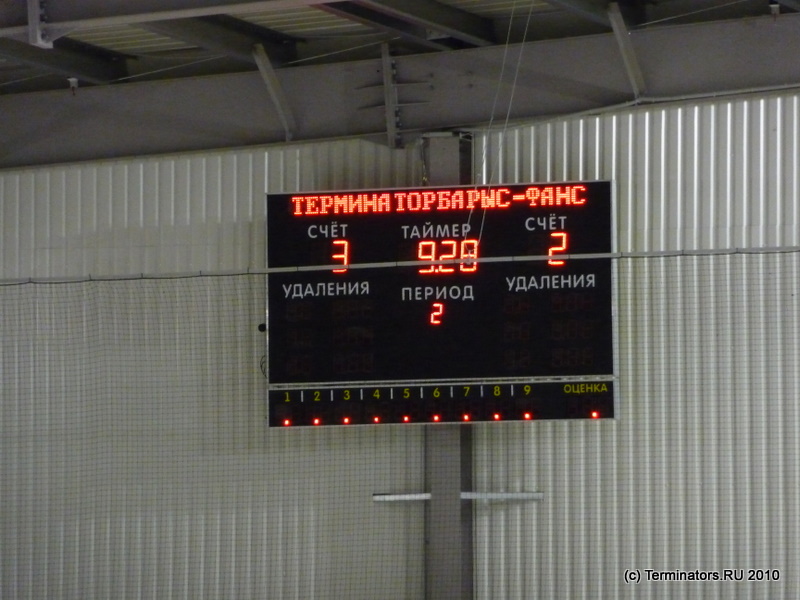 ТЕРМИНАТОРБАРЫС-ФАНС
СЧЁТ ТАЙМЕР СЧЁТ
3 9.20 2
УДАЛЕНИЯ ПЕРИОД УДАЛЕНИЯ
2
1 | 2 | 3 | 4 | 5 | 6 | 7 | 8 | 9 ОЦЕНКА
(c) Terminators.RU 2010